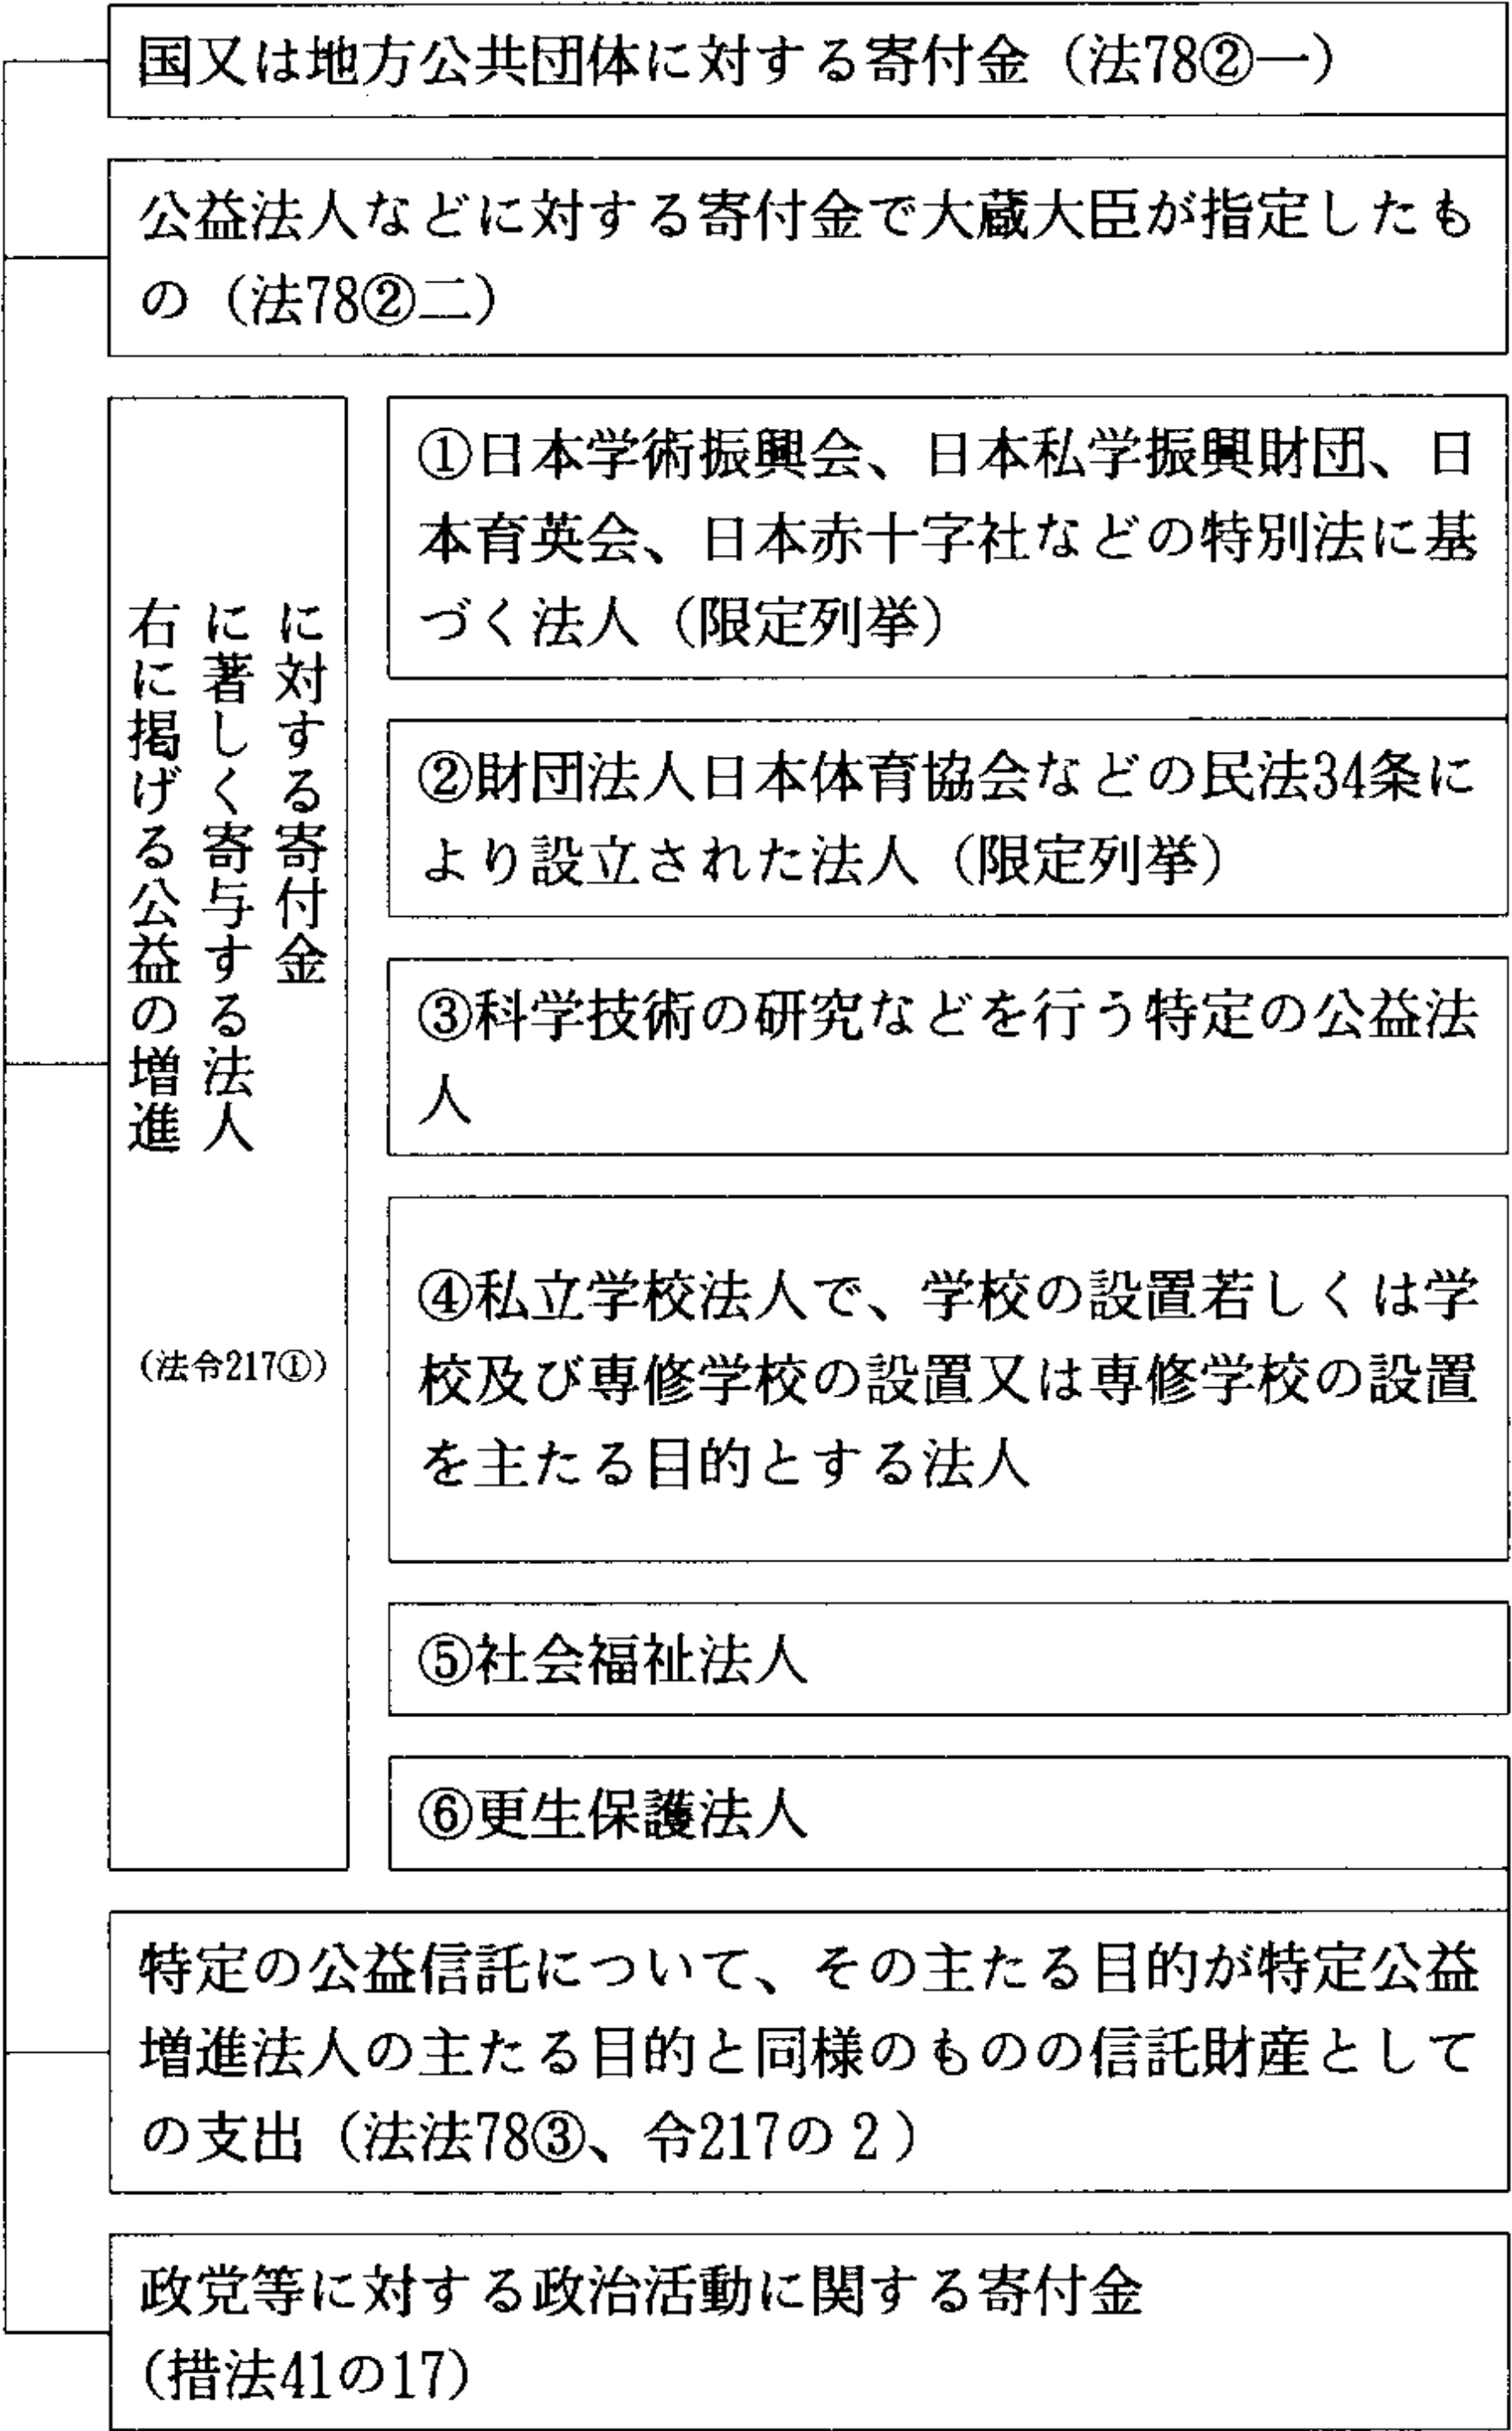 国又は地方公共団体に対する寄付金（法78②一）
公益法人などに対する寄付金で大蔵大臣が指定したも
の（法78②二）
に対する寄付金
に著しく寄与する法人
右に掲げる公益の増進
（法令217①）
①日本学術振興会、日本私学振興財団、日
本育英会、日本赤十字社などの特別法に基
づく法人（限定列挙）
②財団法人日本体育協会などの民法34条に
より設立された法人（限定列挙）
③科学技術の研究などを行う特定の公益法
人
④私立学校法人で、学校の設置若しくは学
校及び専修学校の設置又は専修学校の設置
を主たる目的とする法人
⑤社会福祉法人
⑥更生保護法人
特定の公益信託について、その主たる目的が特定公益
増進法人の主たる目的と同様のものの信託財産として
の支出（法法78③、令217の２）
政党等に対する政治活動に関する寄付金
（措法41の17）